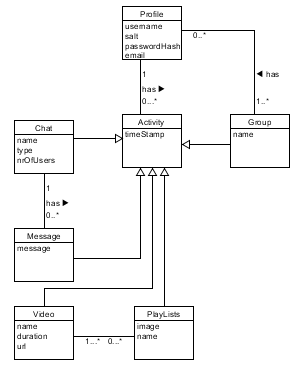 Profile
username
salt
passwordHash
email
0..*
1
has ▶
0...*
◀ has
1..*
Chat
name
type
nrOfUsers
Activity
timeStamp
Group
name
1
has ▶
0..*
Message
message
Video
name
duration
url
1...* 0...*
PlayLists
image
name